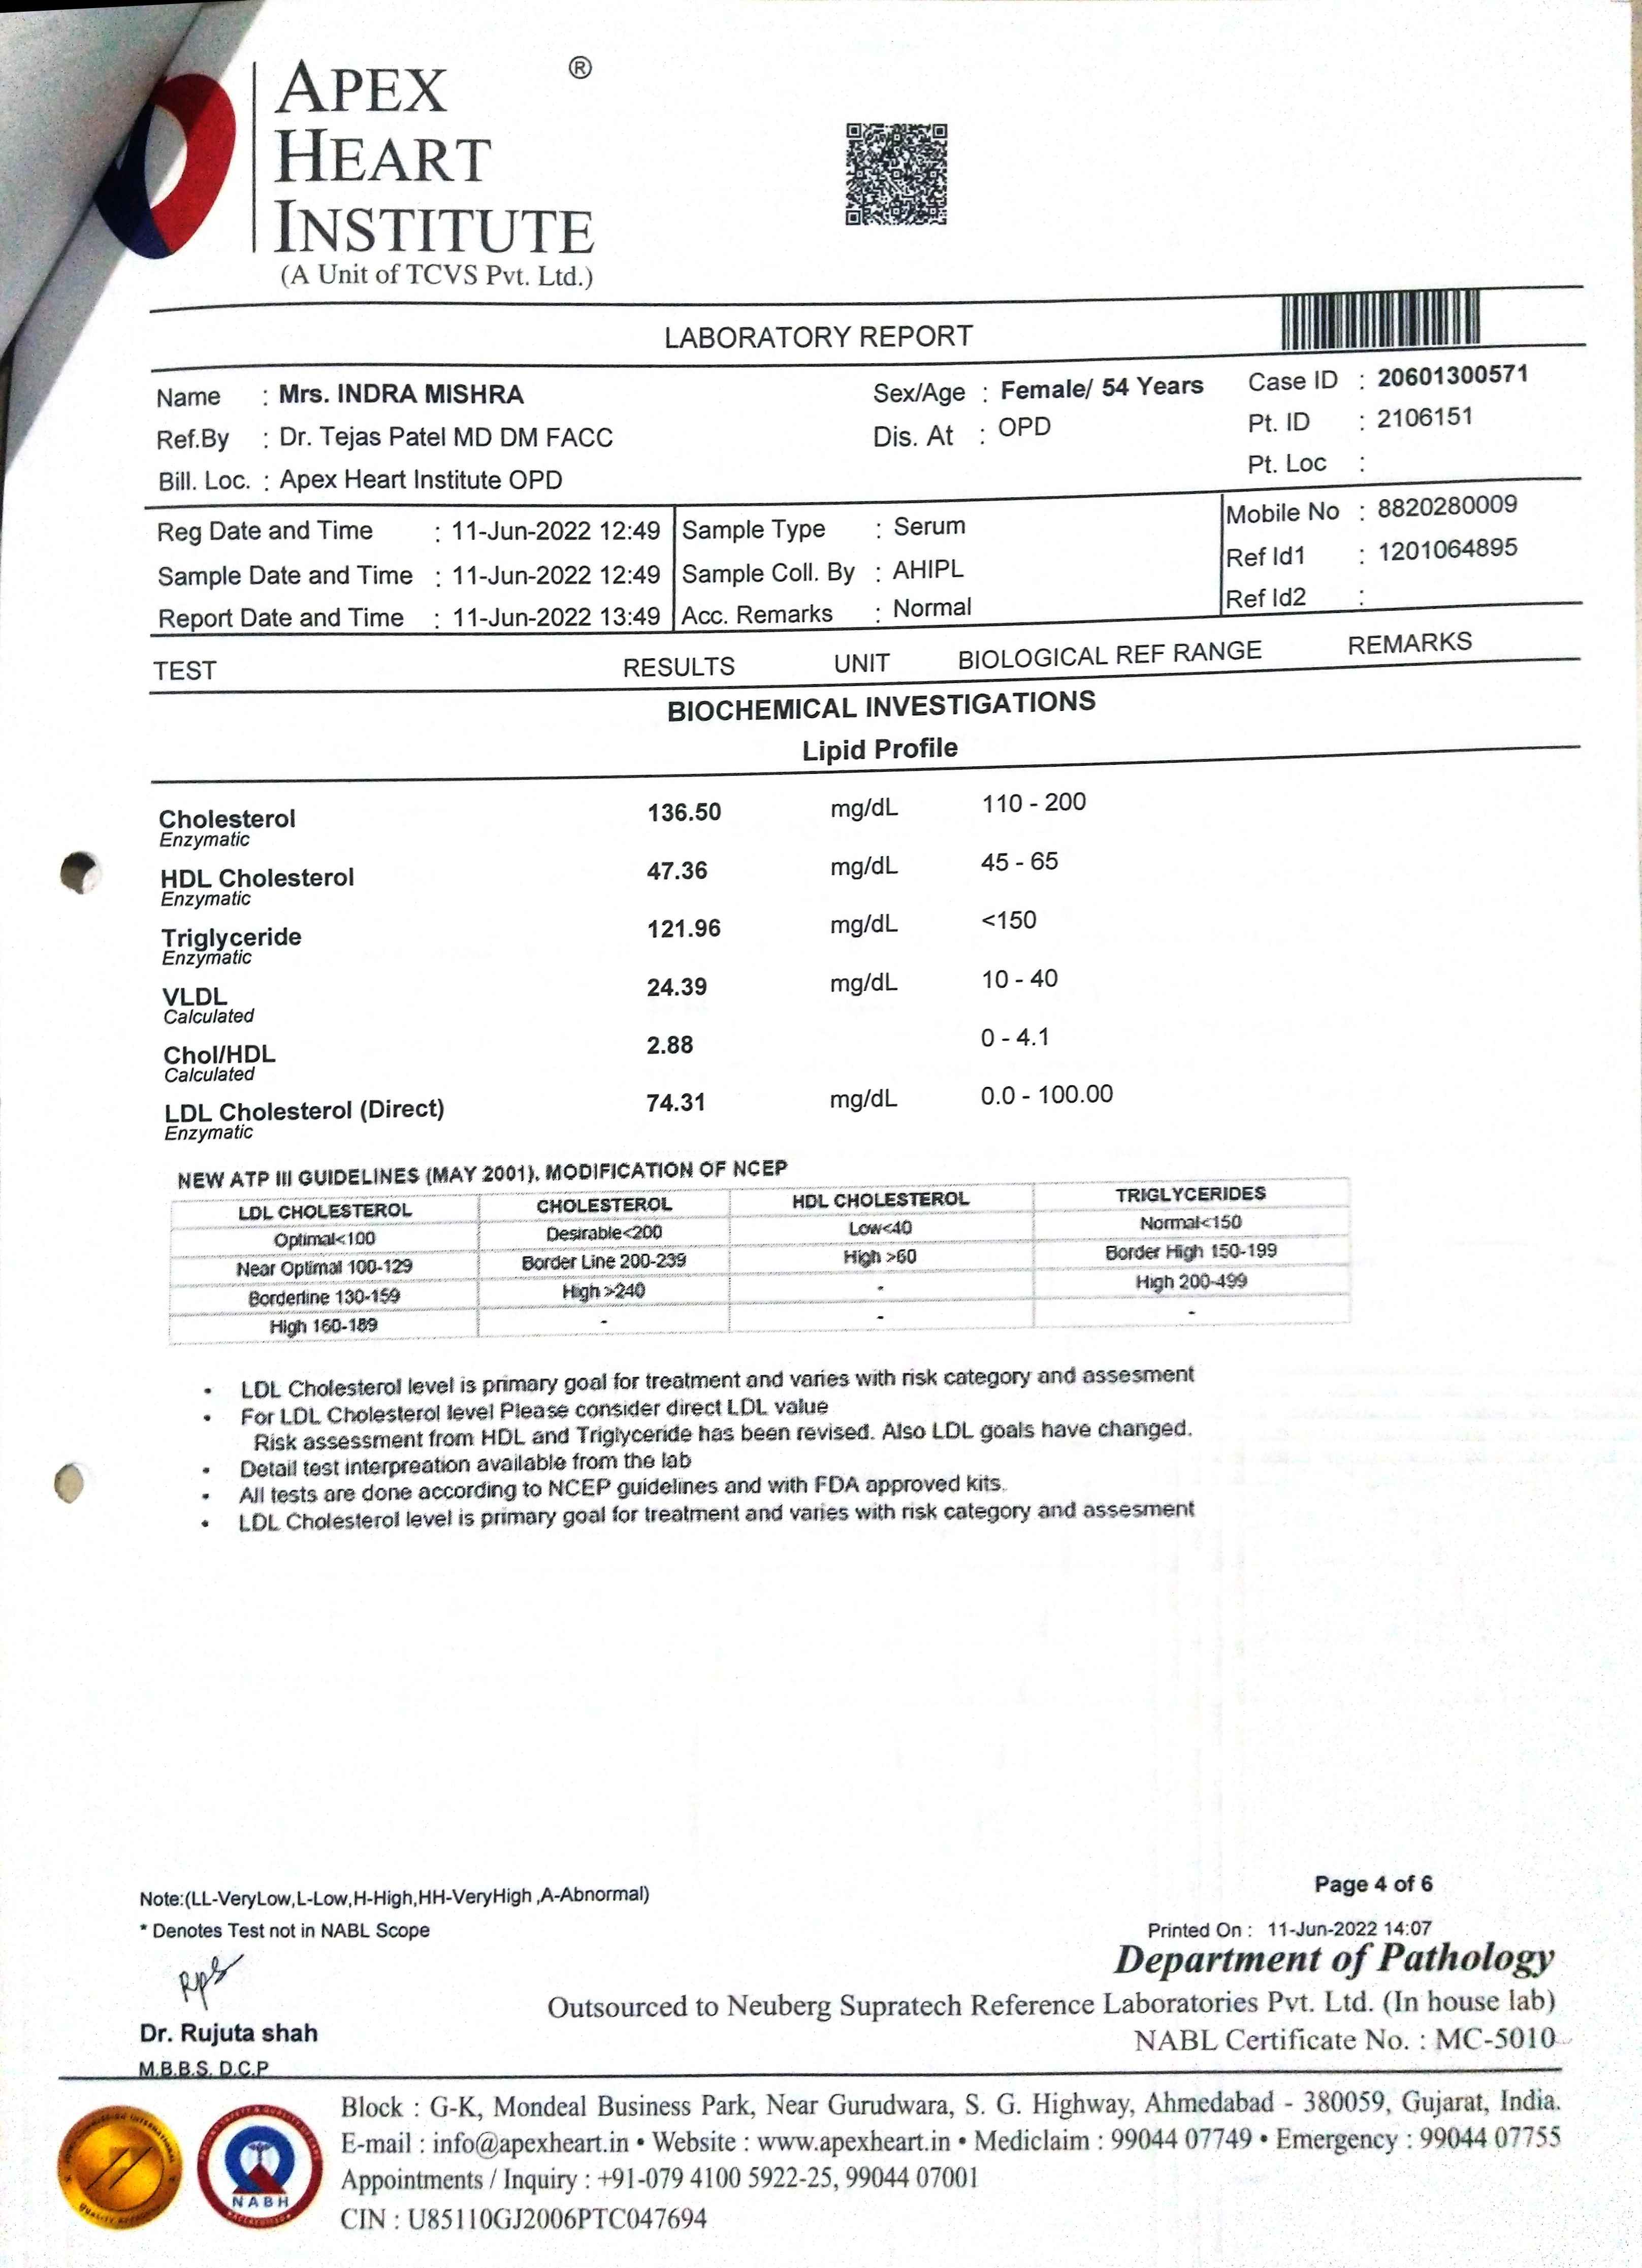 APEX ®
HEART
INSTITUTE
(A Unit of TCVS Pvt. Ltd.)
LABORATORY REPORT
Name : Mrs. INDRA MISHRA Sex/Age : Female/ 54 Years Case ID : 20601300571
Ref.By : Dr. Tejas Patel MD DM FACC Dis. At : OPD Pt. ID : 2106151
Bill. Loc. : Apex Heart Institute OPD Pt. Loc :
Reg Date and Time : 11-Jun-2022 12:49 Sample Type : Serum Mobile No : 8820280009
Sample Date and Time : 11-Jun-2022 12:49 Sample Coll. By : AHIPL Ref Id1 : 1201064895
Report Date and Time : 11-Jun-2022 13:49 Acc. Remarks : Normal Ref Id2 :
TEST RESULTS UNIT BIOLOGICAL REF RANGE REMARKS
BIOCHEMICAL INVESTIGATIONS
Lipid Profile
Cholesterol 136.50 mg/dL 110 - 200
Enzymatic
HDL Cholesterol 47.36 mg/dL 45 - 65
Enzymatic
Triglyceride 121.96 mg/dL <150
Enzymatic
VLDL 24.39 mg/dL 10 - 40
Calculated
Chol/HDL 2.88 0 - 4.1
Calculated
LDL Cholesterol (Direct) 74.31 mg/dL 0.0 - 100.00
Enzymatic
NEW ATP III GUIDELINES (MAY 2001), MODIFICATION OF NCEP
LDL CHOLESTEROL CHOLESTEROL HDL CHOLESTEROL TRIGLYCERIDES
Optimal<100 Desirable<200 Low<40 Normal<150
Near Optimal 100-129 Border Line 200-239 High >60 Border High 150-199
Borderline 130-159 High >240 - High 200-499
High 160-189 - - -
• LDL Cholesterol level is primary goal for treatment and varies with risk category and assesment
• For LDL Cholesterol level Please consider direct LDL value
Risk assessment from HDL and Triglyceride has been revised. Also LDL goals have changed.
• Detail test interpreation available from the lab
• All tests are done according to NCEP guidelines and with FDA approved kits.
• LDL Cholesterol level is primary goal for treatment and varies with risk category and assesment
Note:(LL-VeryLow,L-Low,H-High,HH-VeryHigh ,A-Abnormal) Page 4 of 6
* Denotes Test not in NABL Scope Printed On : 11-Jun-2022 14:07
Department of Pathology
Outsourced to Neuberg Supratech Reference Laboratories Pvt. Ltd. (In house lab)
Dr. Rujuta shah NABL Certificate No. : MC-5010
M.B.B.S. D.C.P
Block : G-K, Mondeal Business Park, Near Gurudwara, S. G. Highway, Ahmedabad - 380059, Gujarat, India.
E-mail : info@apexheart.in • Website : www.apexheart.in • Mediclaim : 99044 07749 • Emergency : 99044 07755
Appointments / Inquiry : +91-079 4100 5922-25, 99044 07001
CIN : U85110GJ2006PTC047694
NABH